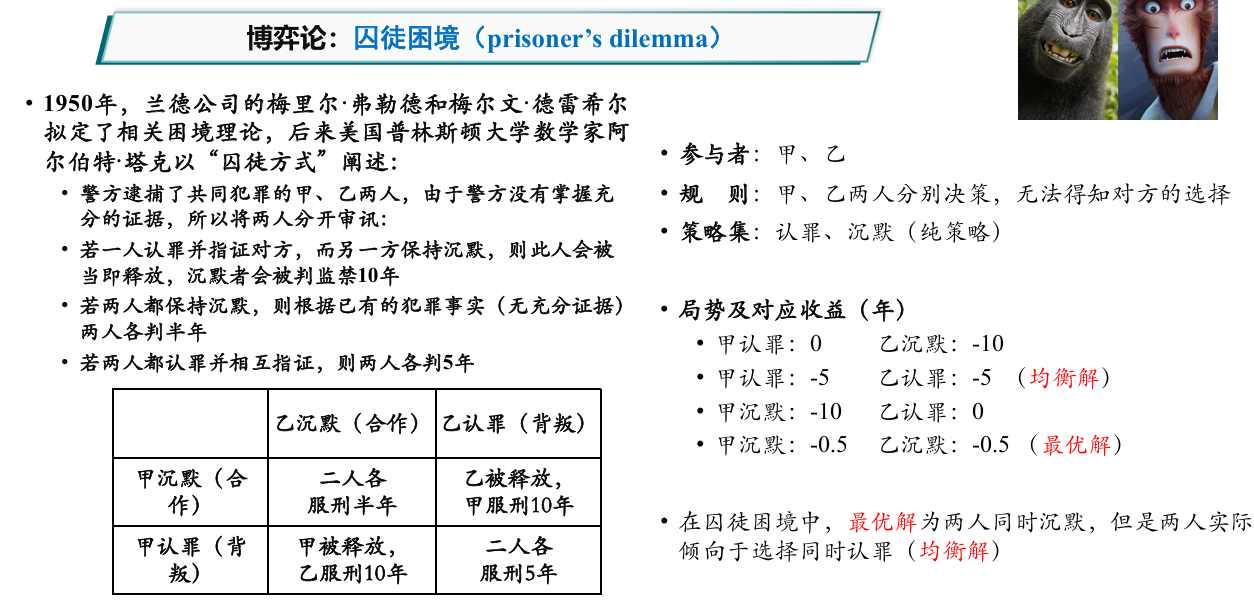 博弈论：囚徒困境（prisoner's dilemma）
• 1950年，兰德公司的梅里尔·弗勒德和梅尔文·德雷希尔
拟定了相关困境理论，后来美国普林斯顿大学数学家阿
尔伯特·塔克以“囚徒方式”阐述：
• 警方逮捕了共同犯罪的甲、乙两人，由于警方没有掌握充
分的证据，所以将两人分开审讯：
• 若一人认罪并指证对方，而另一方保持沉默，则此人会被
当即释放，沉默者会被判监禁10年
• 若两人都保持沉默，则根据已有的犯罪事实（无充分证据）
两人各判半年
• 若两人都认罪并相互指证，则两人各判5年
乙沉默（合作） 乙认罪（背叛）
甲沉默（合
作）
二人各
服刑半年
乙被释放，
甲服刑10年
甲认罪（背
叛）
甲被释放，
乙服刑10年
二人各
服刑5年
• 参与者：甲、乙
• 规 则：甲、乙两人分别决策，无法得知对方的选择
• 策略集：认罪、沉默（纯策略）
• 局势及对应收益（年）
• 甲认罪：0 乙沉默：-10
• 甲认罪：-5 乙认罪：-5 （均衡解）
• 甲沉默：-10 乙认罪：0
• 甲沉默：-0.5 乙沉默：-0.5 （最优解）
• 在囚徒困境中，最优解为两人同时沉默，但是两人实际
倾向于选择同时认罪（均衡解）